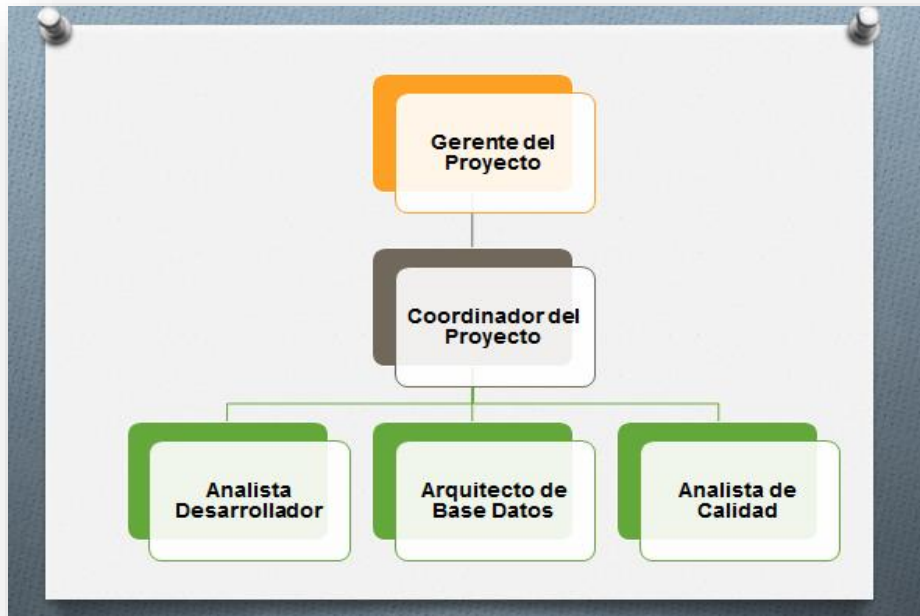 Gerente del
Proyecto
Coordinador del
Proyecto
Analista
Desarrollador
Arquitecto de
Base Datos
Analista de
Calidad